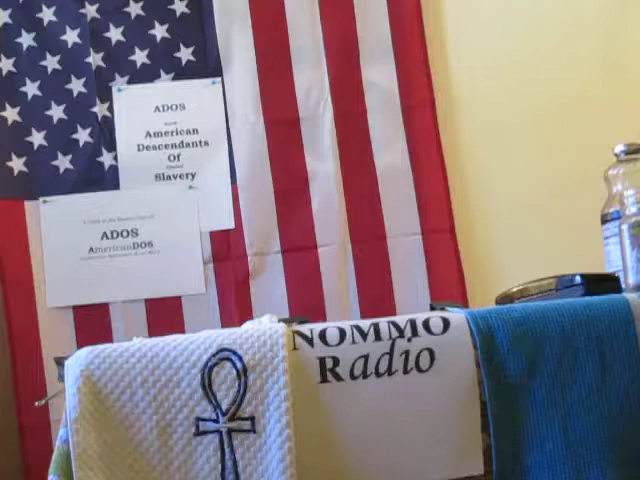 ADOS
American
Descendants
Of
Slavery
ADOS
AmericanDOS
NOMMO
Radio